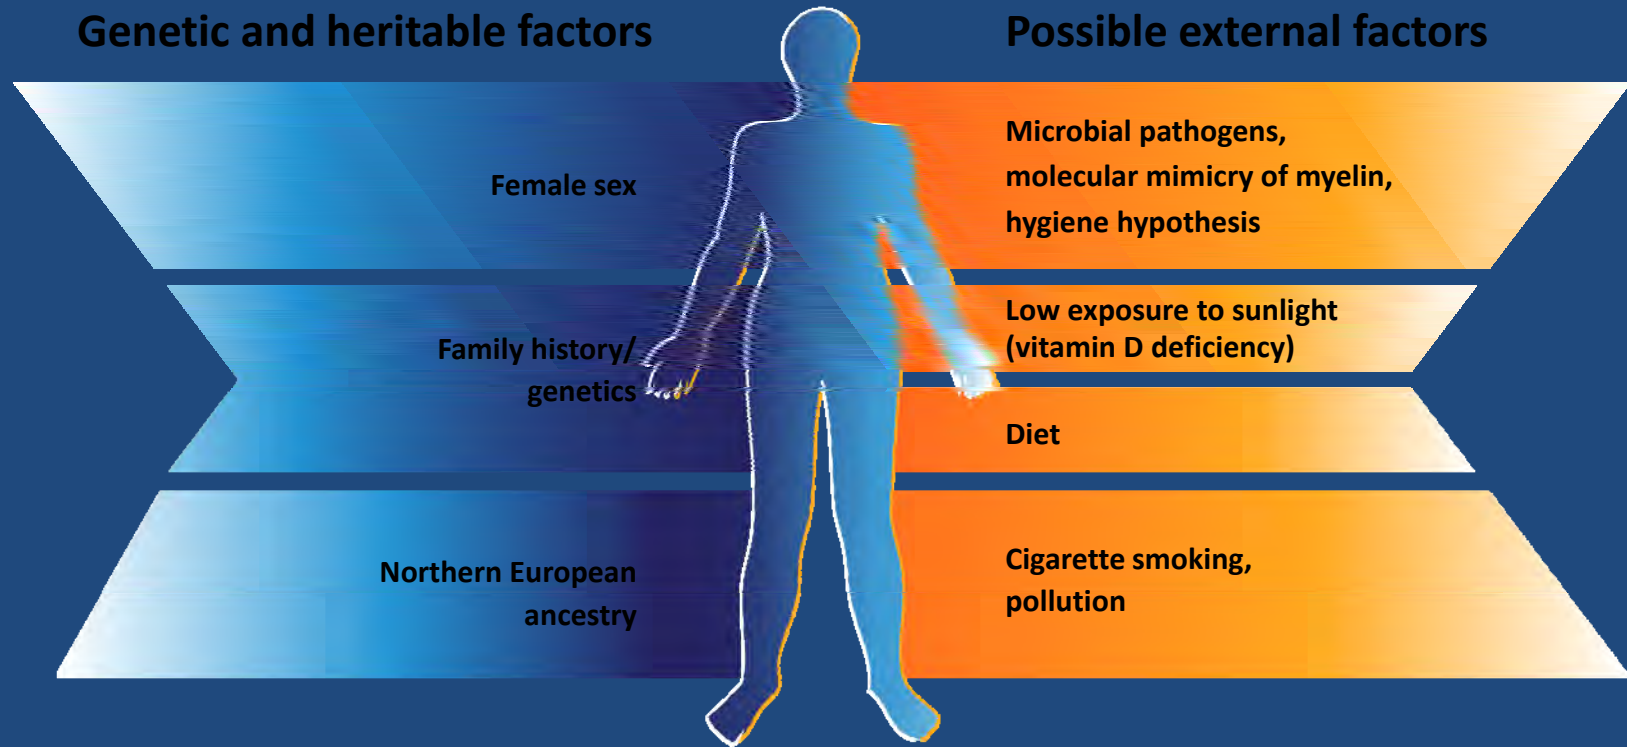 Genetic and heritable factors
Possible external factors
Female sex
Family history/
genetics
Northern European
ancestry
Microbial pathogens,
molecular mimicry of myelin,
hygiene hypothesis
Low exposure to sunlight
(vitamin D deficiency)
Diet
Cigarette smoking,
pollution